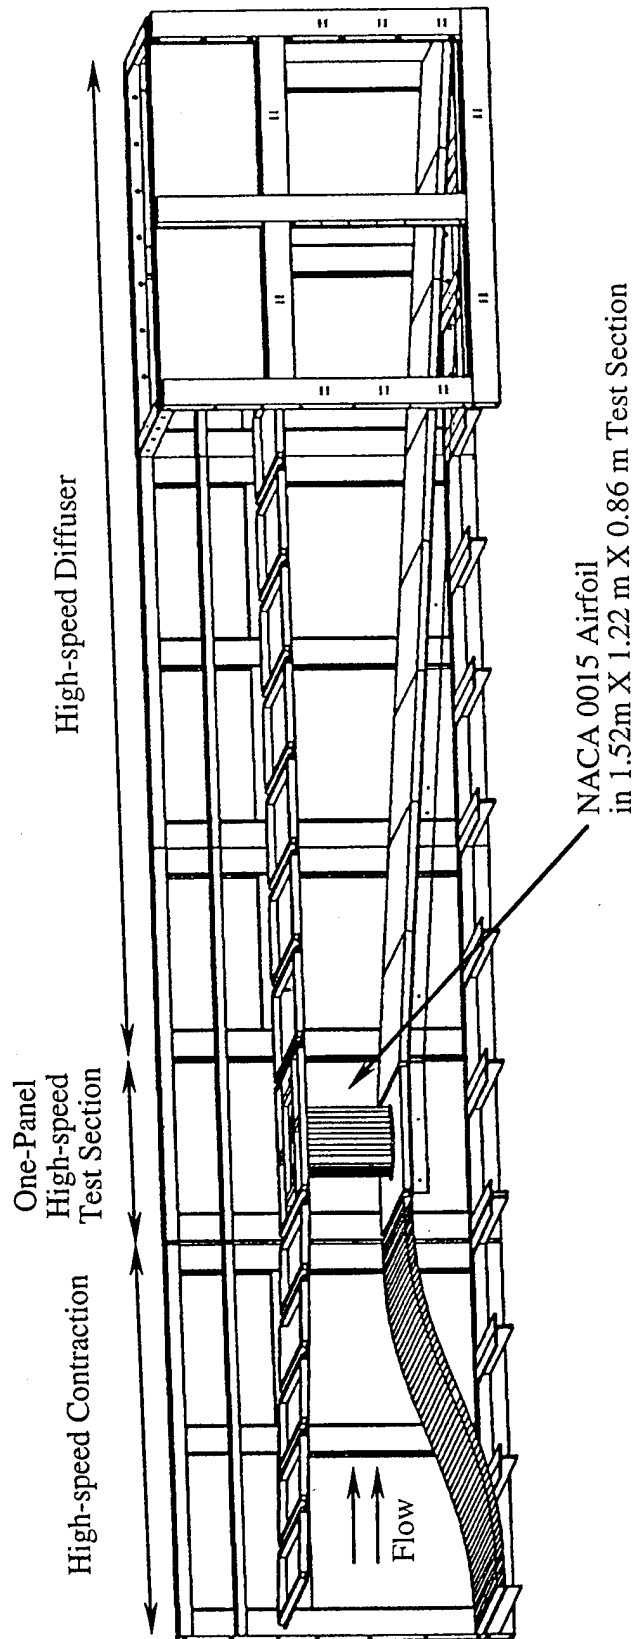 High-speed Contraction
One-Panel
High-speed
Test Section
High-speed Diffuser
Flow
NACA 0015 Airfoil
in 1.52m X 1.22 m X 0.86 m Test Section